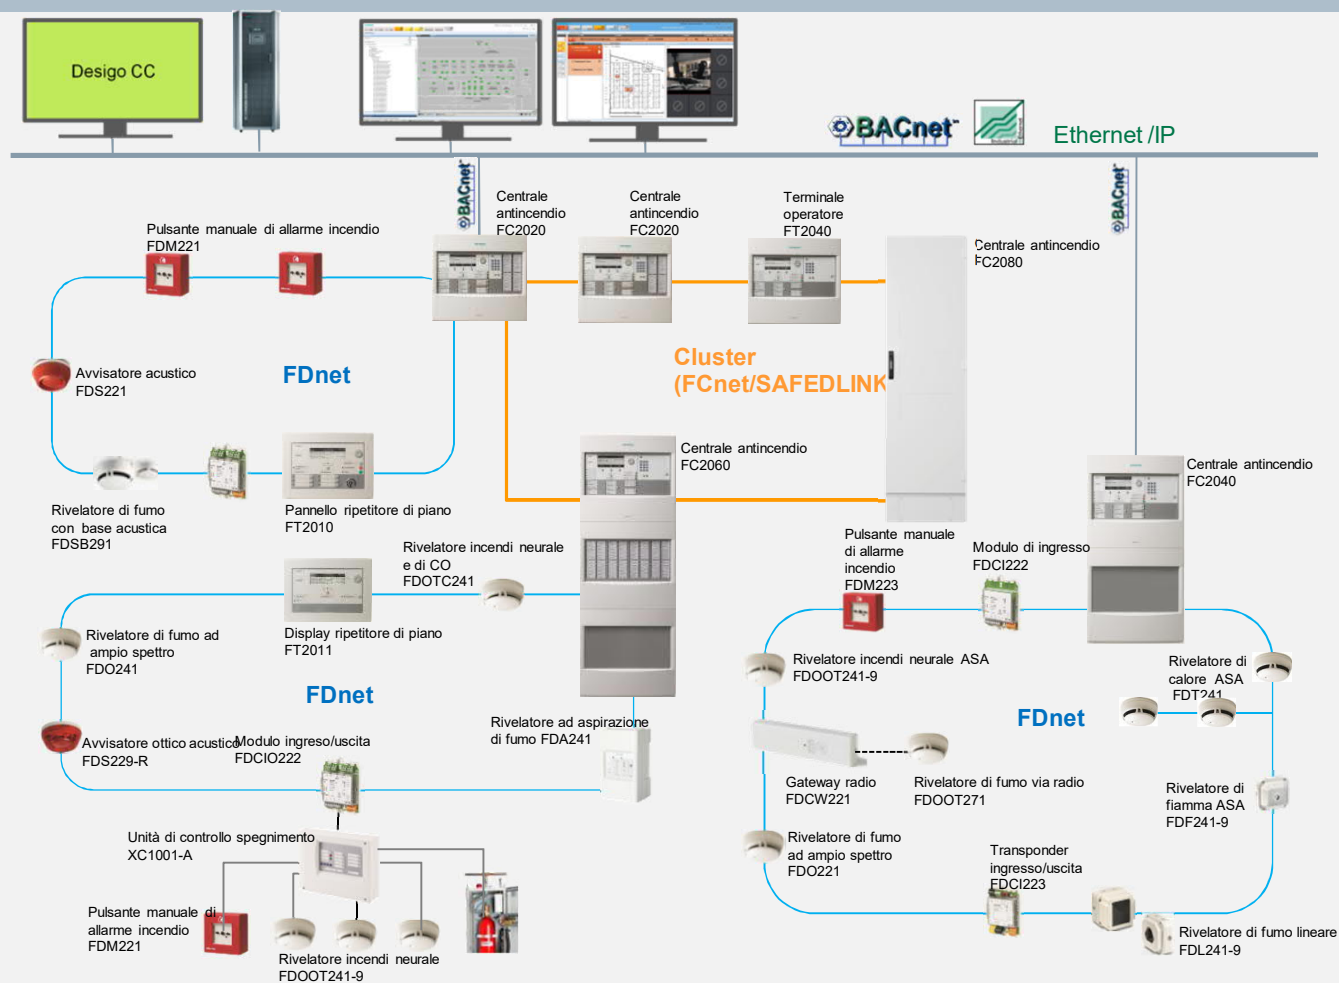 Desigo CC
BACnet
Ethernet /IP
BACnet
BACnet
Centrale
antincendio
FC2020
Centrale
antincendio
FC2020
Terminale
operatore
FT2040
Centrale antincendio
FC2080
Pulsante manuale di allarme incendio
FDM221
Avvisatore acustico
FDS221
FDnet
Cluster
(FCnet/SAFEDLINK
Centrale antincendio
FC2060
Centrale antincendio
FC2040
Rivelatore di fumo
con base acustica
FDSB291
Pannello ripetitore di piano
FT2010
Rivelatore incendi neurale
e di CO
FDOTC241
Pulsante manuale
di allarme
incendio
FDM223
Modulo di ingresso
FDCI222
Rivelatore di fumo ad
ampio spettro
FDO241
Display ripetitore di piano
FT2011
FDnet
Rivelatore incendi neurale ASA
FDOOT241-9
Rivelatore di
calore ASA
FDT241
FDnet
Avvisatore ottico acustico
FDS229-R
Modulo ingresso/uscita
FDCIO222
Rivelatore ad aspirazione
di fumo FDA241
Gateway radio
FDCW221
Rivelatore di fumo via radio
FDOOT271
Rivelatore di
fiamma ASA
FDF241-9
Unità di controllo spegnimento
XC1001-A
Rivelatore di fumo
ad ampio spettro
FDO221
Transponder
ingresso/uscita
FDCI223
Pulsante manuale di
allarme incendio
FDM221
Rivelatore incendi neurale
FDOOT241-9
Rivelatore di fumo lineare
FDL241-9